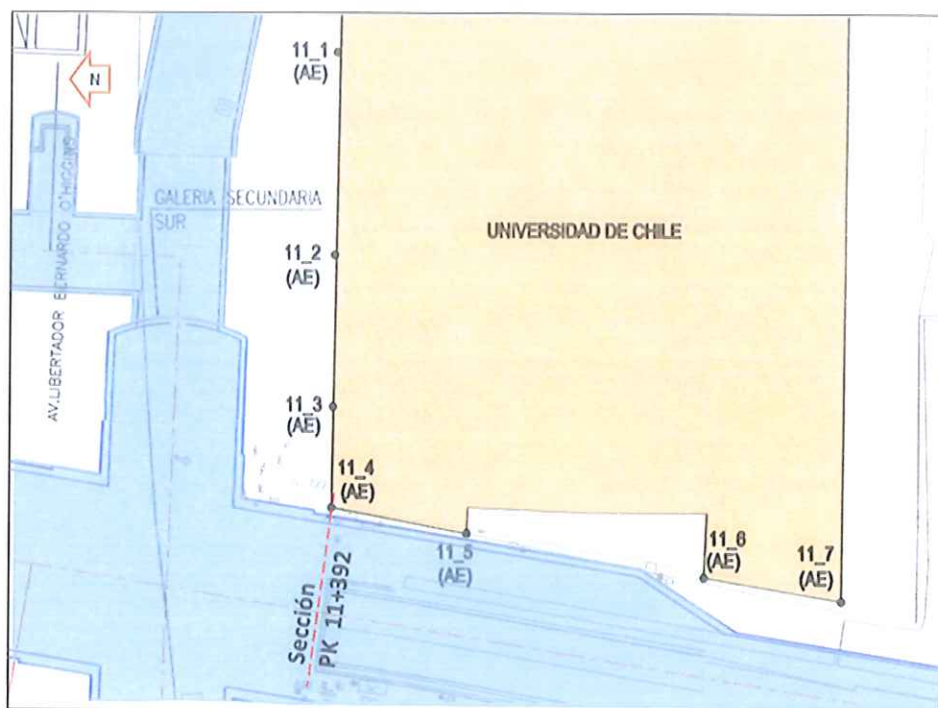 11_1
(AE)
N
AV.LIBERTADOR BERNARDO O'HIGGINS
GALERIA SECUNDARIA
SUR
UNIVERSIDAD DE CHILE
11_2
(AE)
11_3
(AE)
11_4
(AE)
11_5
(AE)
11_6
(AE)
11_7
(AE)
Sección
PK 11+392